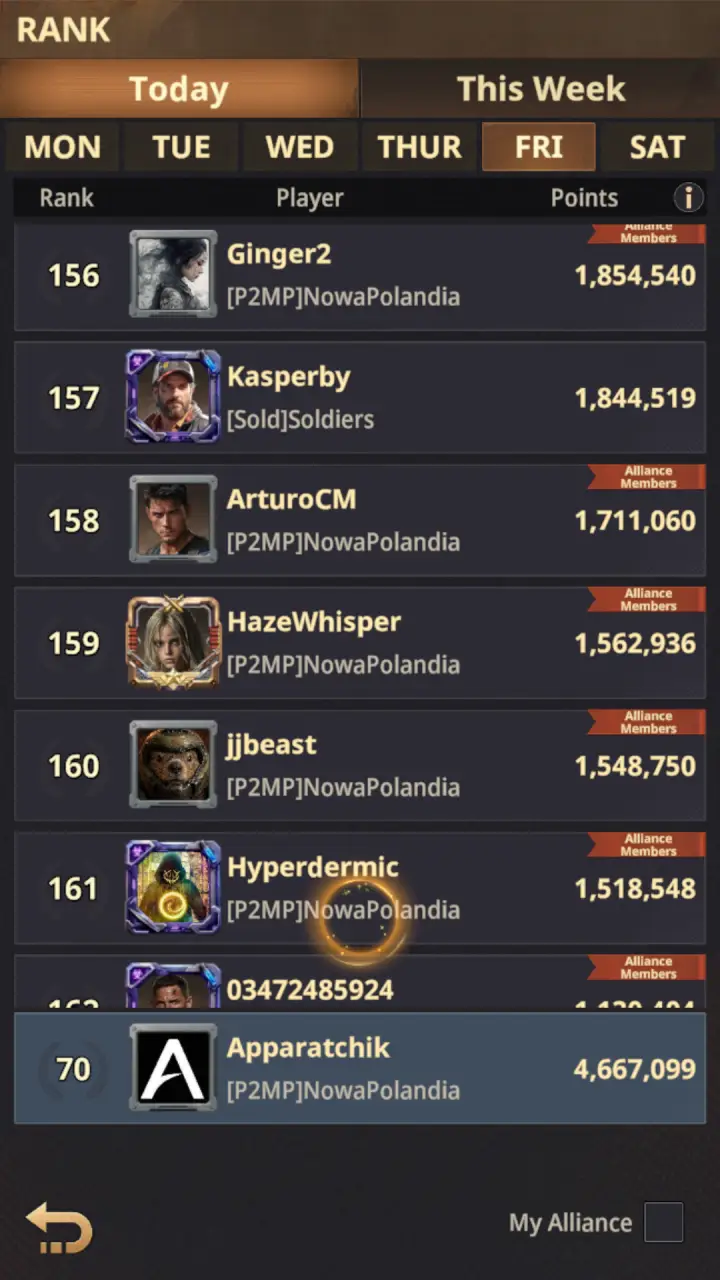 RANK
Today
This Week
MON
TUE
WED
THUR
FRI
SAT
Rank
Player
Points
Alliance
Members
156
Ginger2
[P2MP]NowaPolandia
1,854,540
157
Kasperby
[Sold]Soldiers
1,844,519
Alliance
Members
158
ArturoCM
[P2MP]NowaPolandia
1,711,060
Alliance
Members
159
HazeWhisper
[P2MP]NowaPolandia
1,562,936
Alliance
Members
160
jjbeast
[P2MP]NowaPolandia
1,548,750
Alliance
Members
161
Hyperdermic
[P2MP]NowaPolandia
1,518,548
Alliance
Members
162
03472485924
70
Apparatchik
[P2MP]NowaPolandia
4,667,099
My Alliance